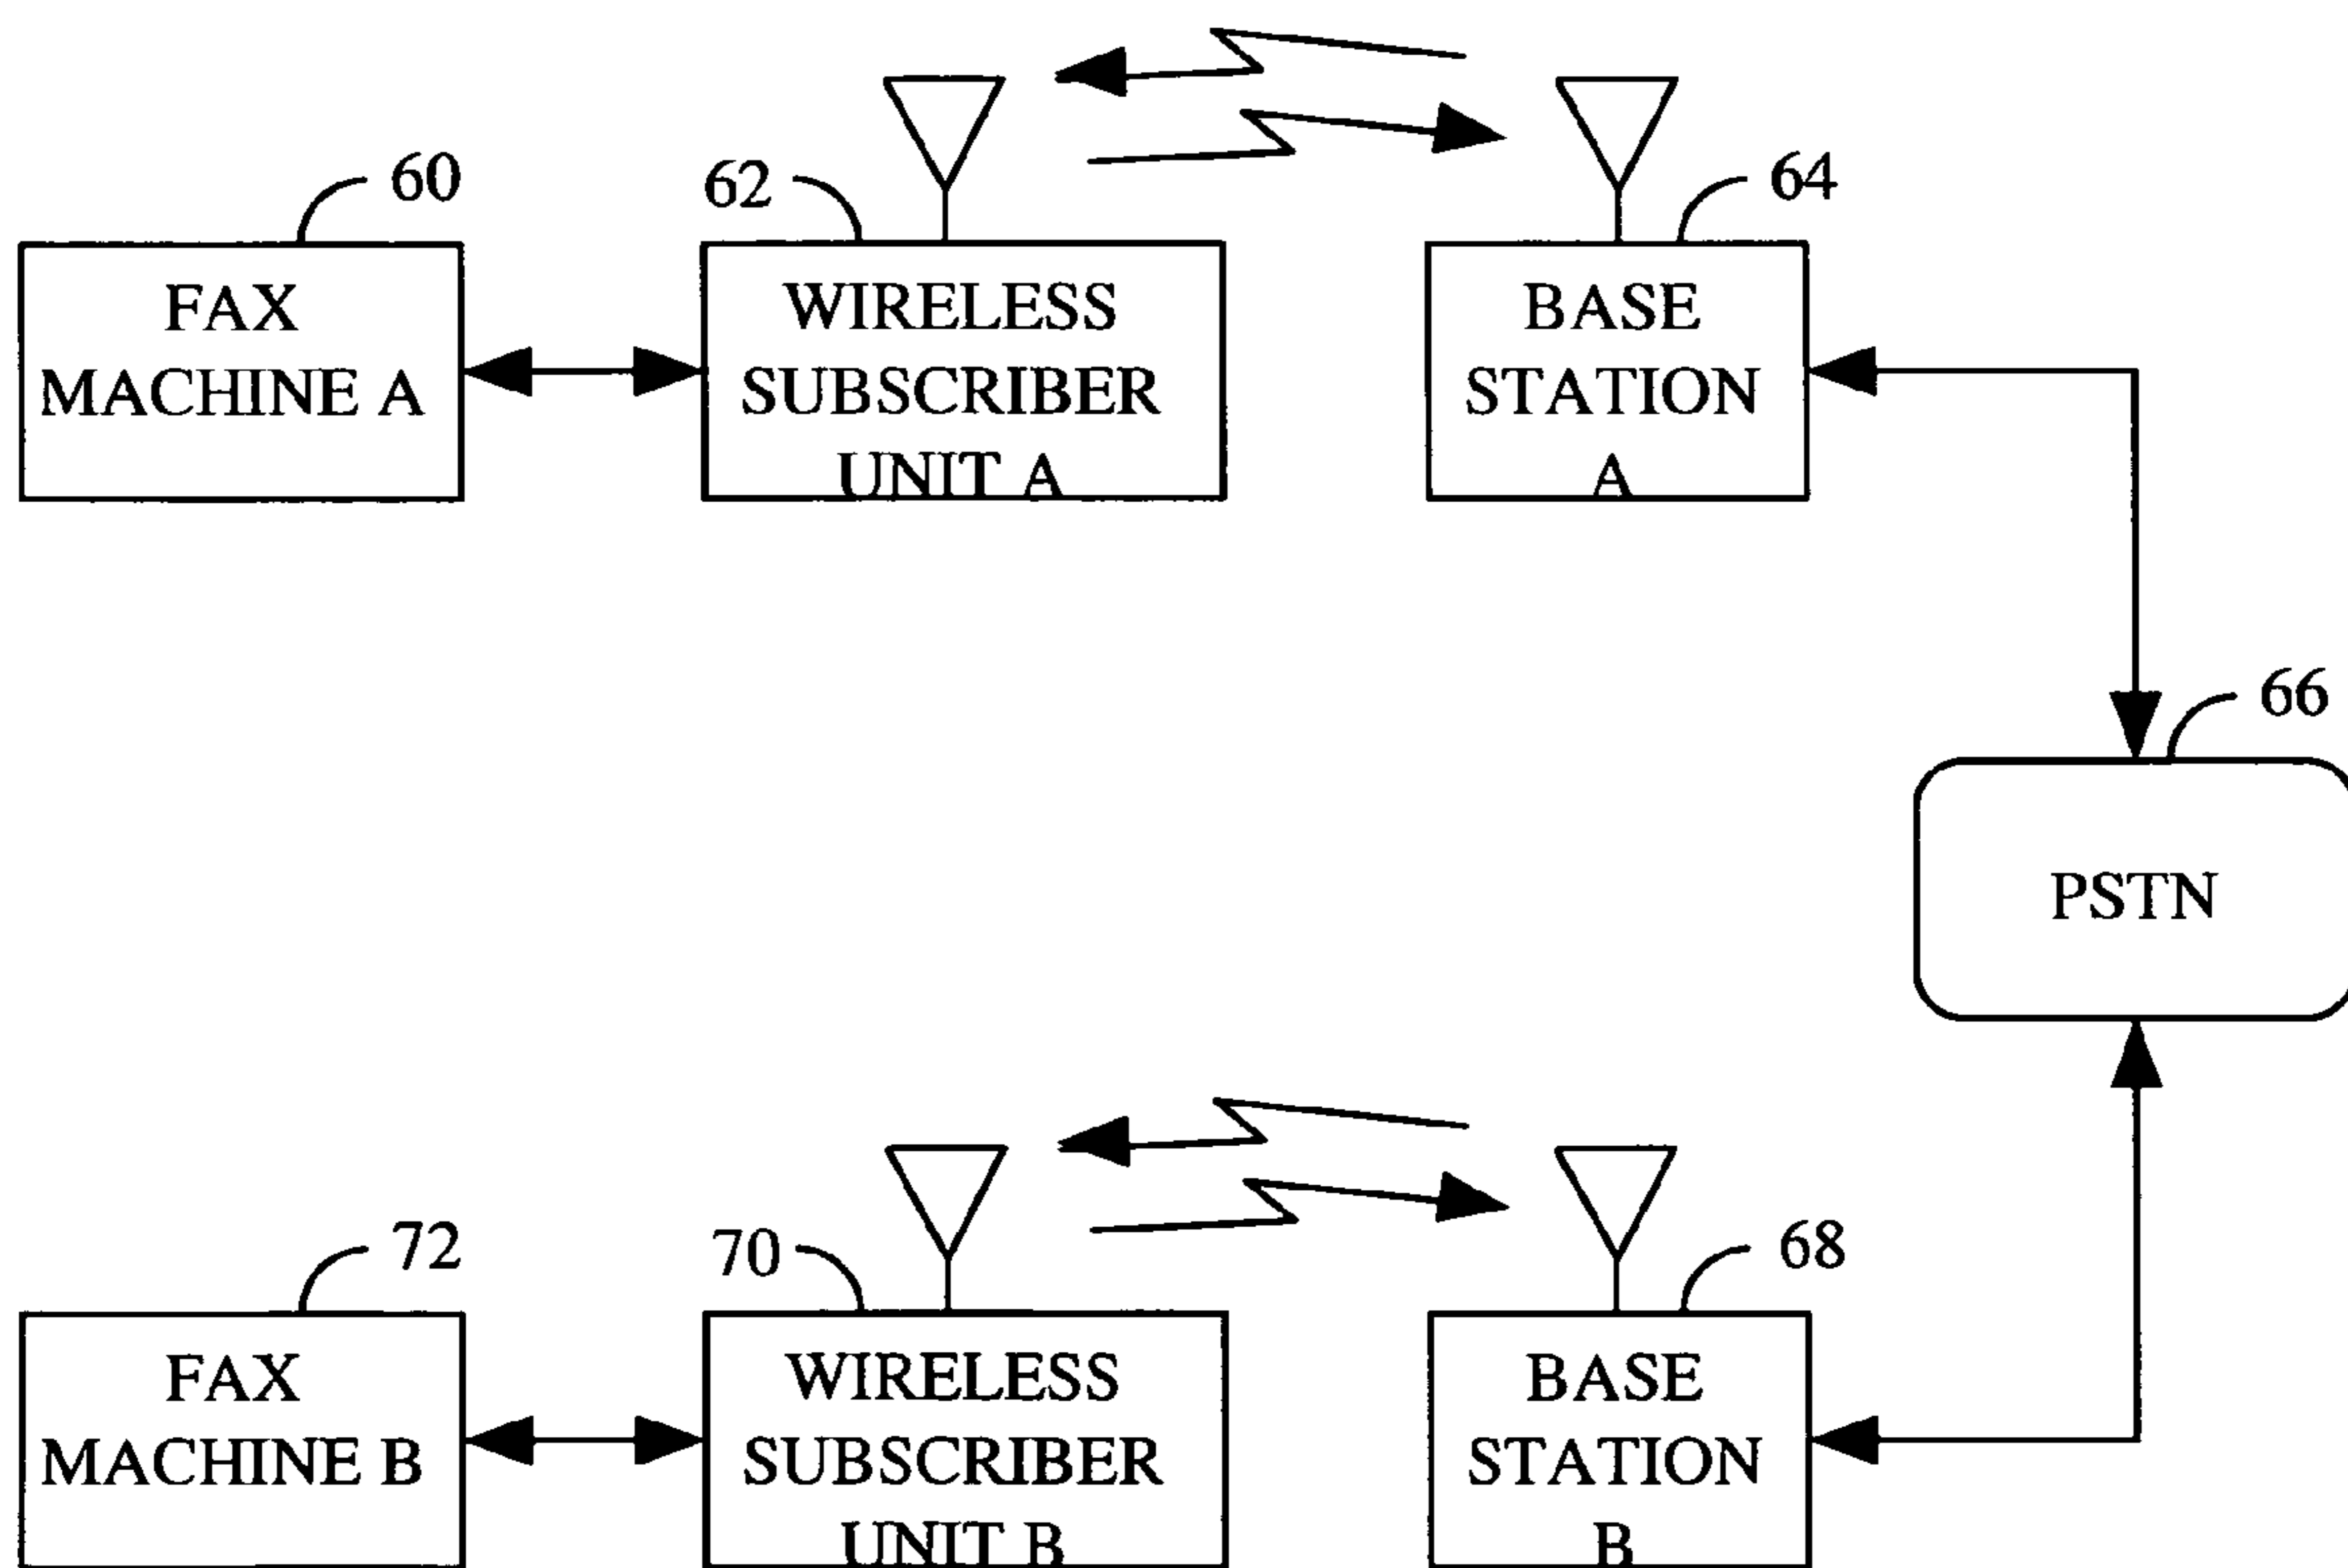 60
62
64
FAX
MACHINE A
WIRELESS
SUBSCRIBER
UNIT A
BASE
STATION
A
66
PSTN
72
70
68
FAX
MACHINE B
WIRELESS
SUBSCRIBER
UNIT B
BASE
STATION
B